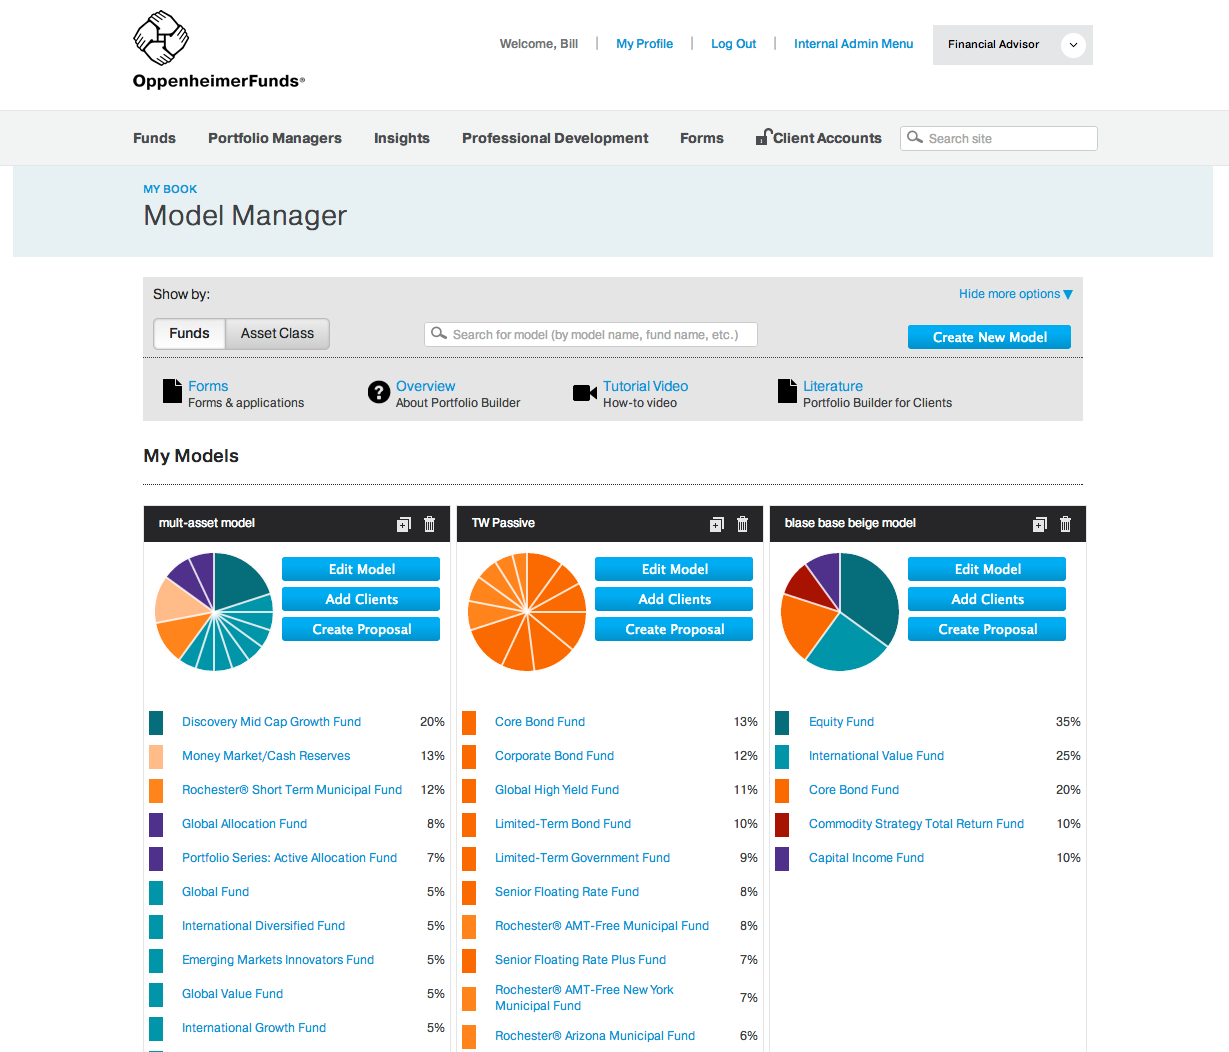 OppenheimerFunds®
Welcome, Bill | My Profile | Log Out | Internal Admin Menu
Financial Advisor
Funds Portfolio Managers Insights Professional Development Forms Client Accounts
Search site
MY BOOK
Model Manager
Show by:
Hide more options
Funds Asset Class
Search for model (by model name, fund name, etc.)
Create New Model
Forms
Forms & applications
Overview
About Portfolio Builder
Tutorial Video
How-to video
Literature
Portfolio Builder for Clients
My Models
mult-asset model
Edit Model
Add Clients
Create Proposal
Discovery Mid Cap Growth Fund 20%
Money Market/Cash Reserves 13%
Rochester® Short Term Municipal Fund 12%
Global Allocation Fund 8%
Portfolio Series: Active Allocation Fund 7%
Global Fund 5%
International Diversified Fund 5%
Emerging Markets Innovators Fund 5%
Global Value Fund 5%
International Growth Fund 5%
TW Passive
Edit Model
Add Clients
Create Proposal
Core Bond Fund 13%
Corporate Bond Fund 12%
Global High Yield Fund 11%
Limited-Term Bond Fund 10%
Limited-Term Government Fund 9%
Senior Floating Rate Fund 8%
Rochester® AMT-Free Municipal Fund 8%
Senior Floating Rate Plus Fund 7%
Rochester® AMT-Free New York
Municipal Fund 7%
Rochester® Arizona Municipal Fund 6%
blase base beige model
Edit Model
Add Clients
Create Proposal
Equity Fund 35%
International Value Fund 25%
Core Bond Fund 20%
Commodity Strategy Total Return Fund 10%
Capital Income Fund 10%